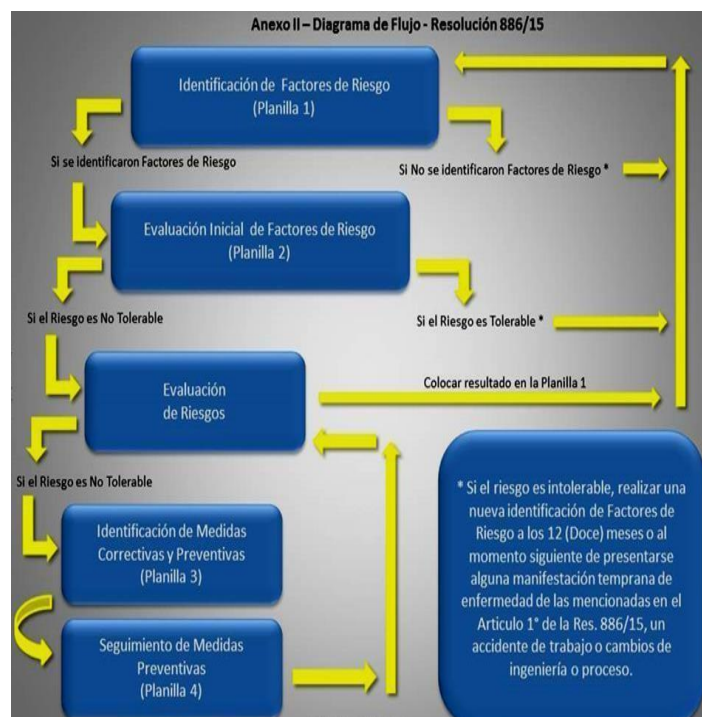 Anexo II – Diagrama de Flujo - Resolución 886/15
Identificación de Factores de Riesgo
(Planilla 1)
Si se identificaron Factores de Riesgo
Si No se identificaron Factores de Riesgo *
Evaluación Inicial de Factores de Riesgo
(Planilla 2)
Si el Riesgo es No Tolerable
Si el Riesgo es Tolerable *
Evaluación
de Riesgos
Colocar resultado en la Planilla 1
Si el Riesgo es No Tolerable
Identificación de Medidas
Correctivas y Preventivas
(Planilla 3)
Seguimiento de Medidas
Preventivas
(Planilla 4)
* Si el riesgo es intolerable, realizar una
nueva identificación de Factores de
Riesgo a los 12 (Doce) meses o al
momento siguiente de presentarse
alguna manifestación temprana de
enfermedad de las mencionadas en el
Articulo 1° de la Res. 886/15, un
accidente de trabajo o cambios de
ingeniería o proceso.